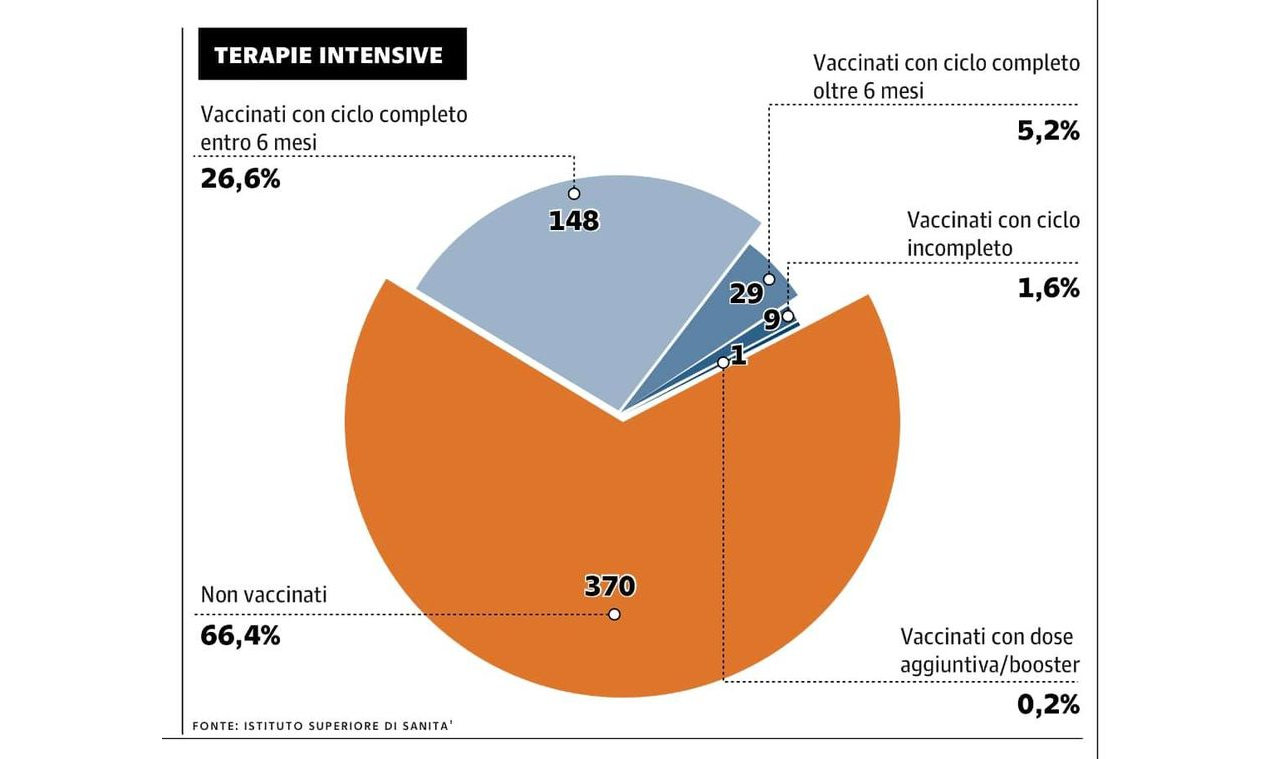 TERAPIE INTENSIVE
Vaccinati con ciclo completo
entro 6 mesi
26,6%
148
Vaccinati con ciclo completo
oltre 6 mesi
5,2%
29
Vaccinati con ciclo
incompleto
1,6%
9
1
370
Non vaccinati
66,4%
Vaccinati con dose
aggiuntiva/booster
0,2%
FONTE: ISTITUTO SUPERIORE DI SANITA'